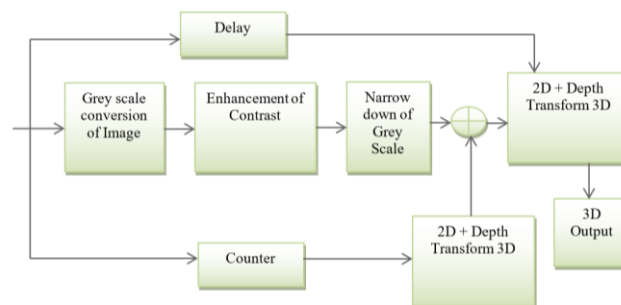 Delay
Grey scale
conversion
of Image
Enhancement of
Contrast
Narrow
down of
Grey
Scale
2D + Depth
Transform 3D
3D
Output
2D + Depth
Transform 3D
Counter